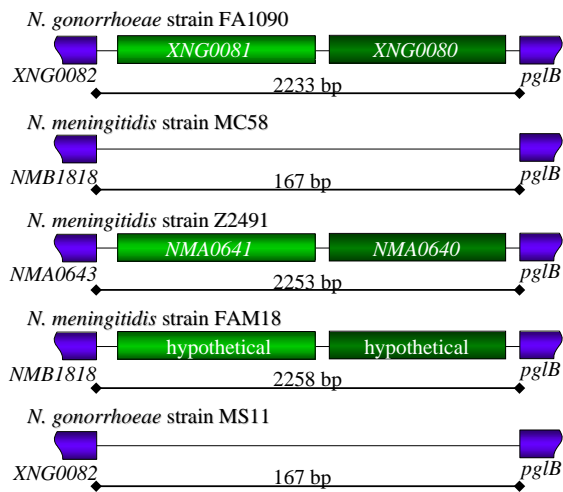 N. gonorrhoeae strain FA1090
XNG0081 XNG0080
XNG0082 pglB
2233 bp
N. meningitidis strain MC58
NMB1818 pglB
167 bp
N. meningitidis strain Z2491
NMA0641 NMA0640
NMA0643 pglB
2253 bp
N. meningitidis strain FAM18
hypothetical hypothetical
NMB1818 pglB
2258 bp
N. gonorrhoeae strain MS11
XNG0082 pglB
167 bp